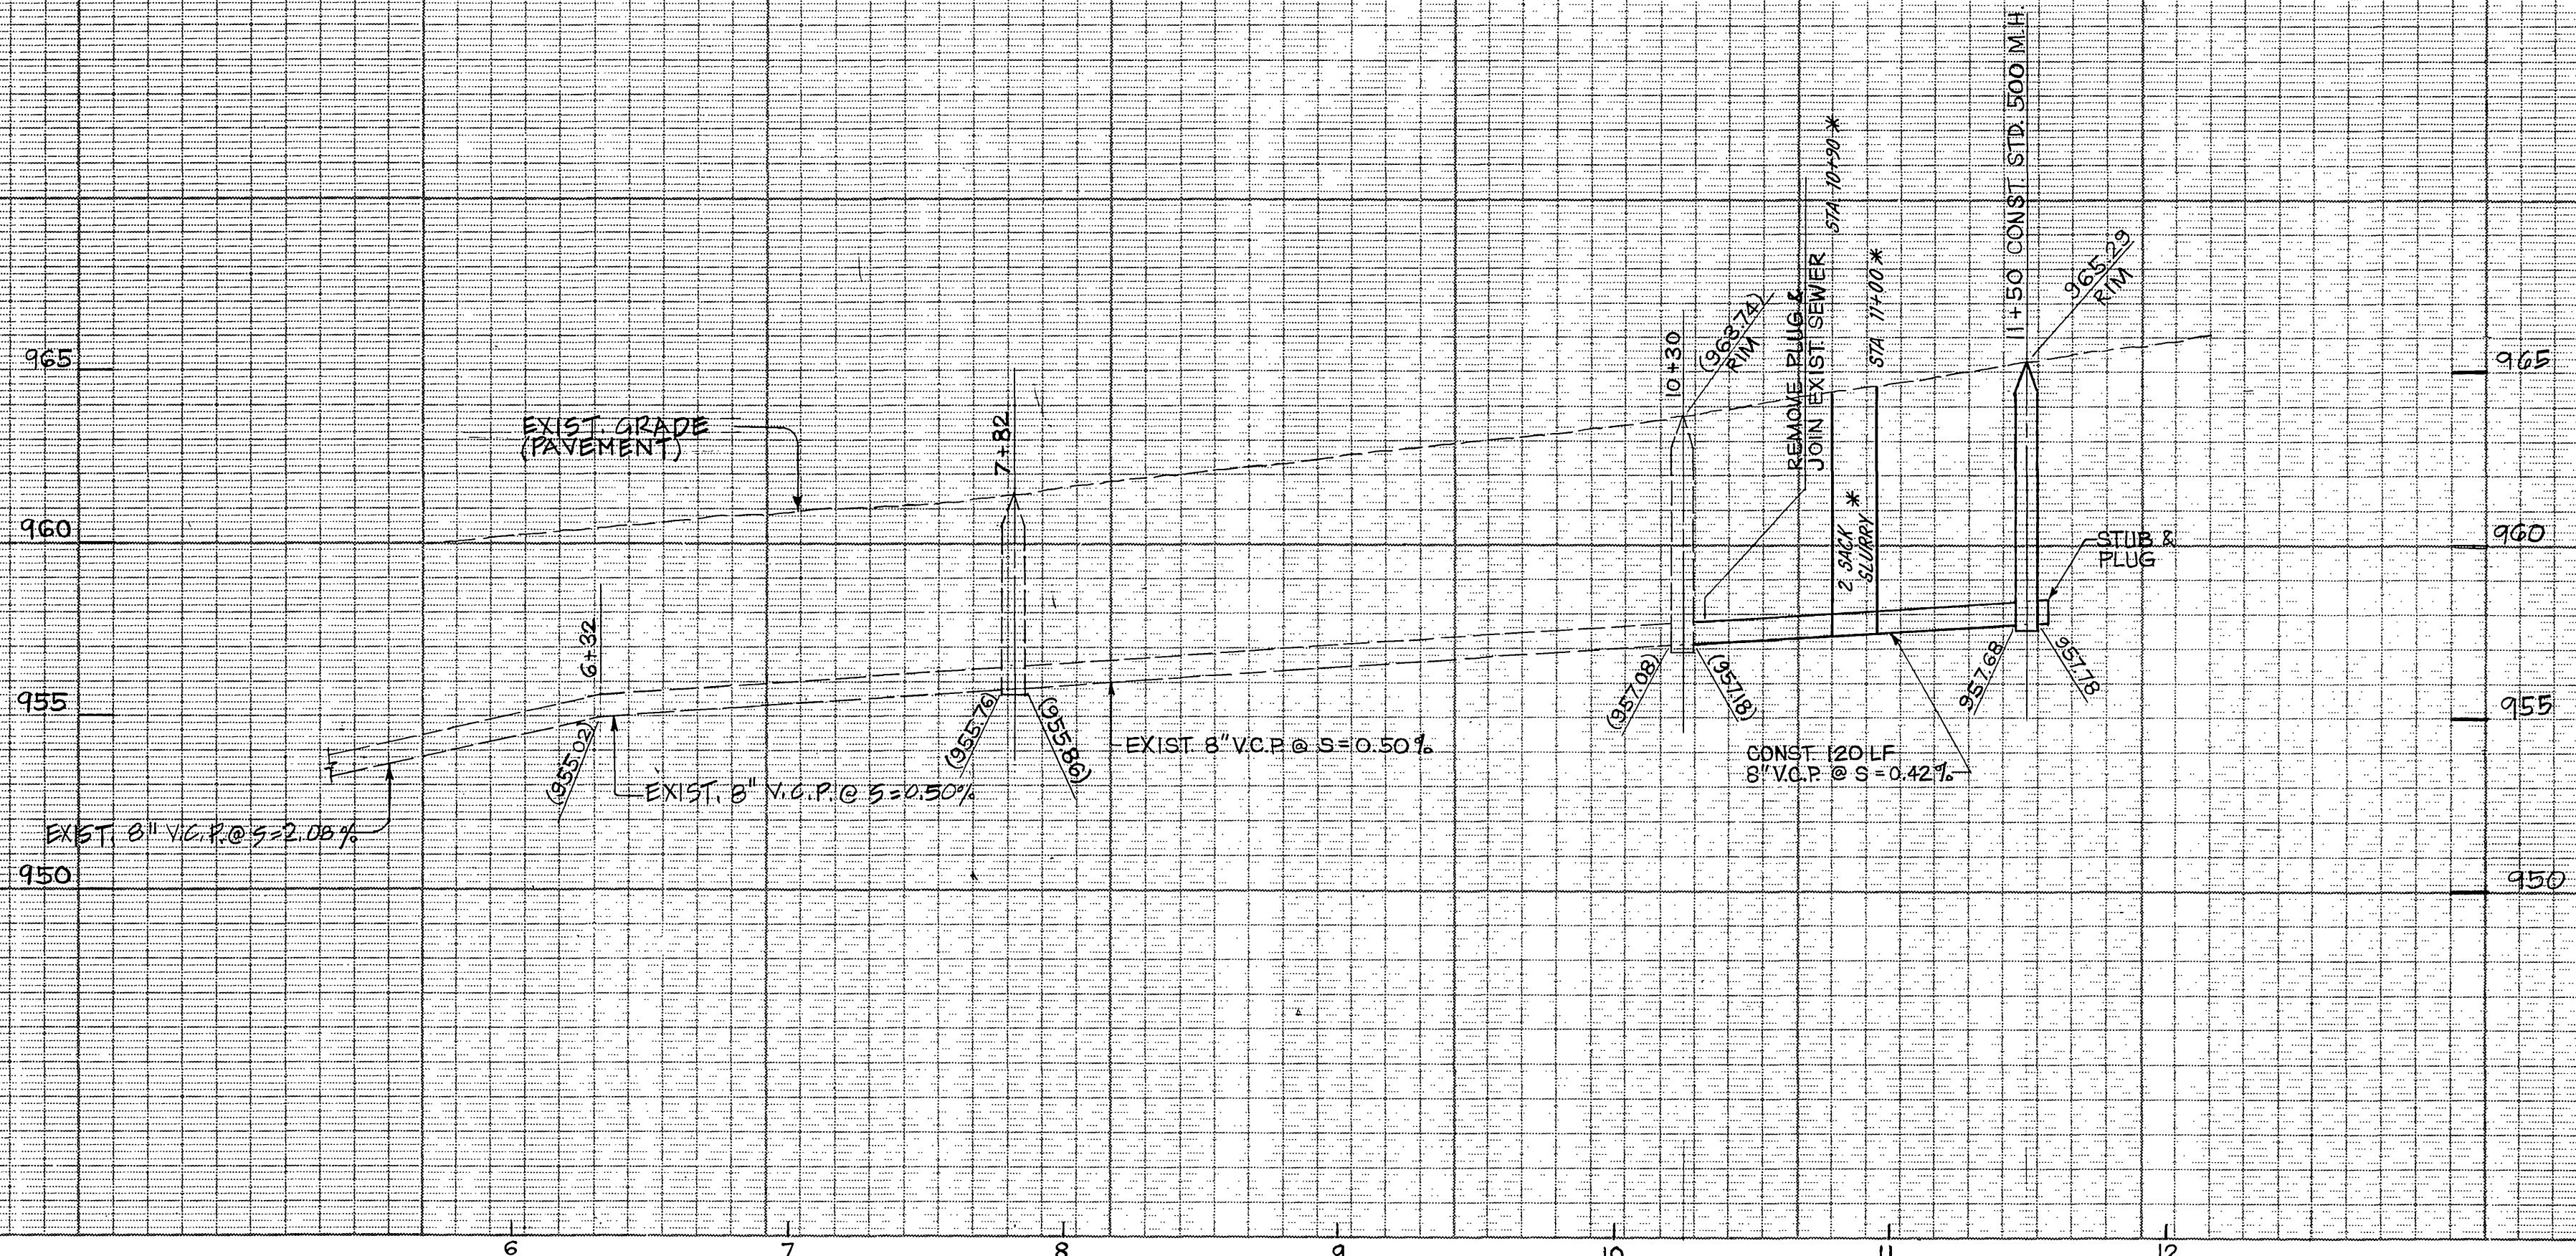 11+50 CONST STD. 500 M.H.
STA 10+90 *
STA 11+00 *
965.29
RIM
REMOVE PLUG &
JOIN EXIST. SEWER
(963.74)
RIM
10+30
965
965
EXIST. GRADE
(PAVEMENT)
7+82
2 SACK *
SLURRY
960
960
STUB &
PLUG
6+32
955
955
(955.02)
(955.76)
(955.86)
(957.08)
(957.18)
957.68
957.78
EXIST. 8" V.C.P. @ S=0.50%
CONST 120 LF
8" V.C.P. @ S = 0.42%
EXIST. 8" V.C.P. @ S=0.50%
EXIST. 8" V.C.P. @ S=2.08%
950
950
6 7 8 9 10 11 12